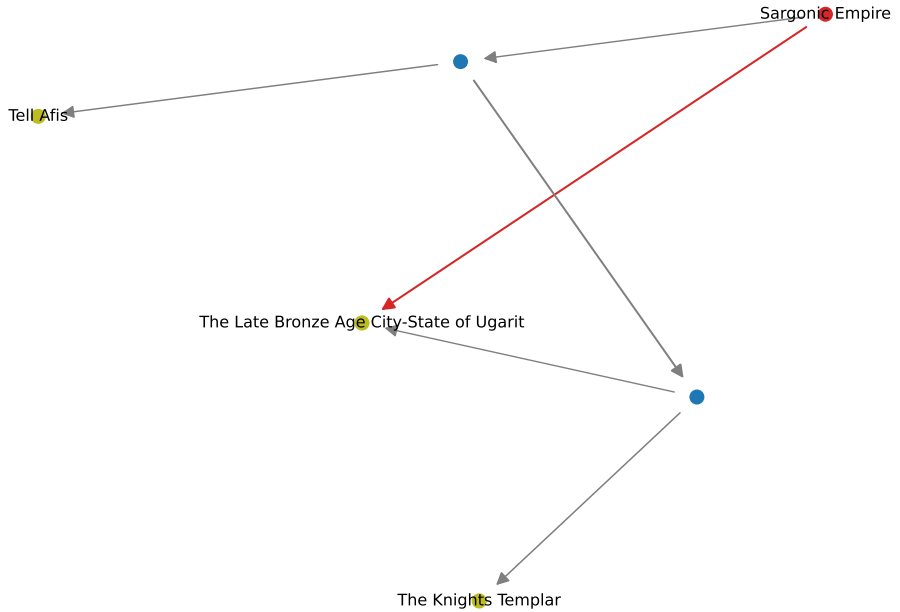 Sargonic Empire
Tell Afis
The Late Bronze Age City-State of Ugarit
The Knights Templar